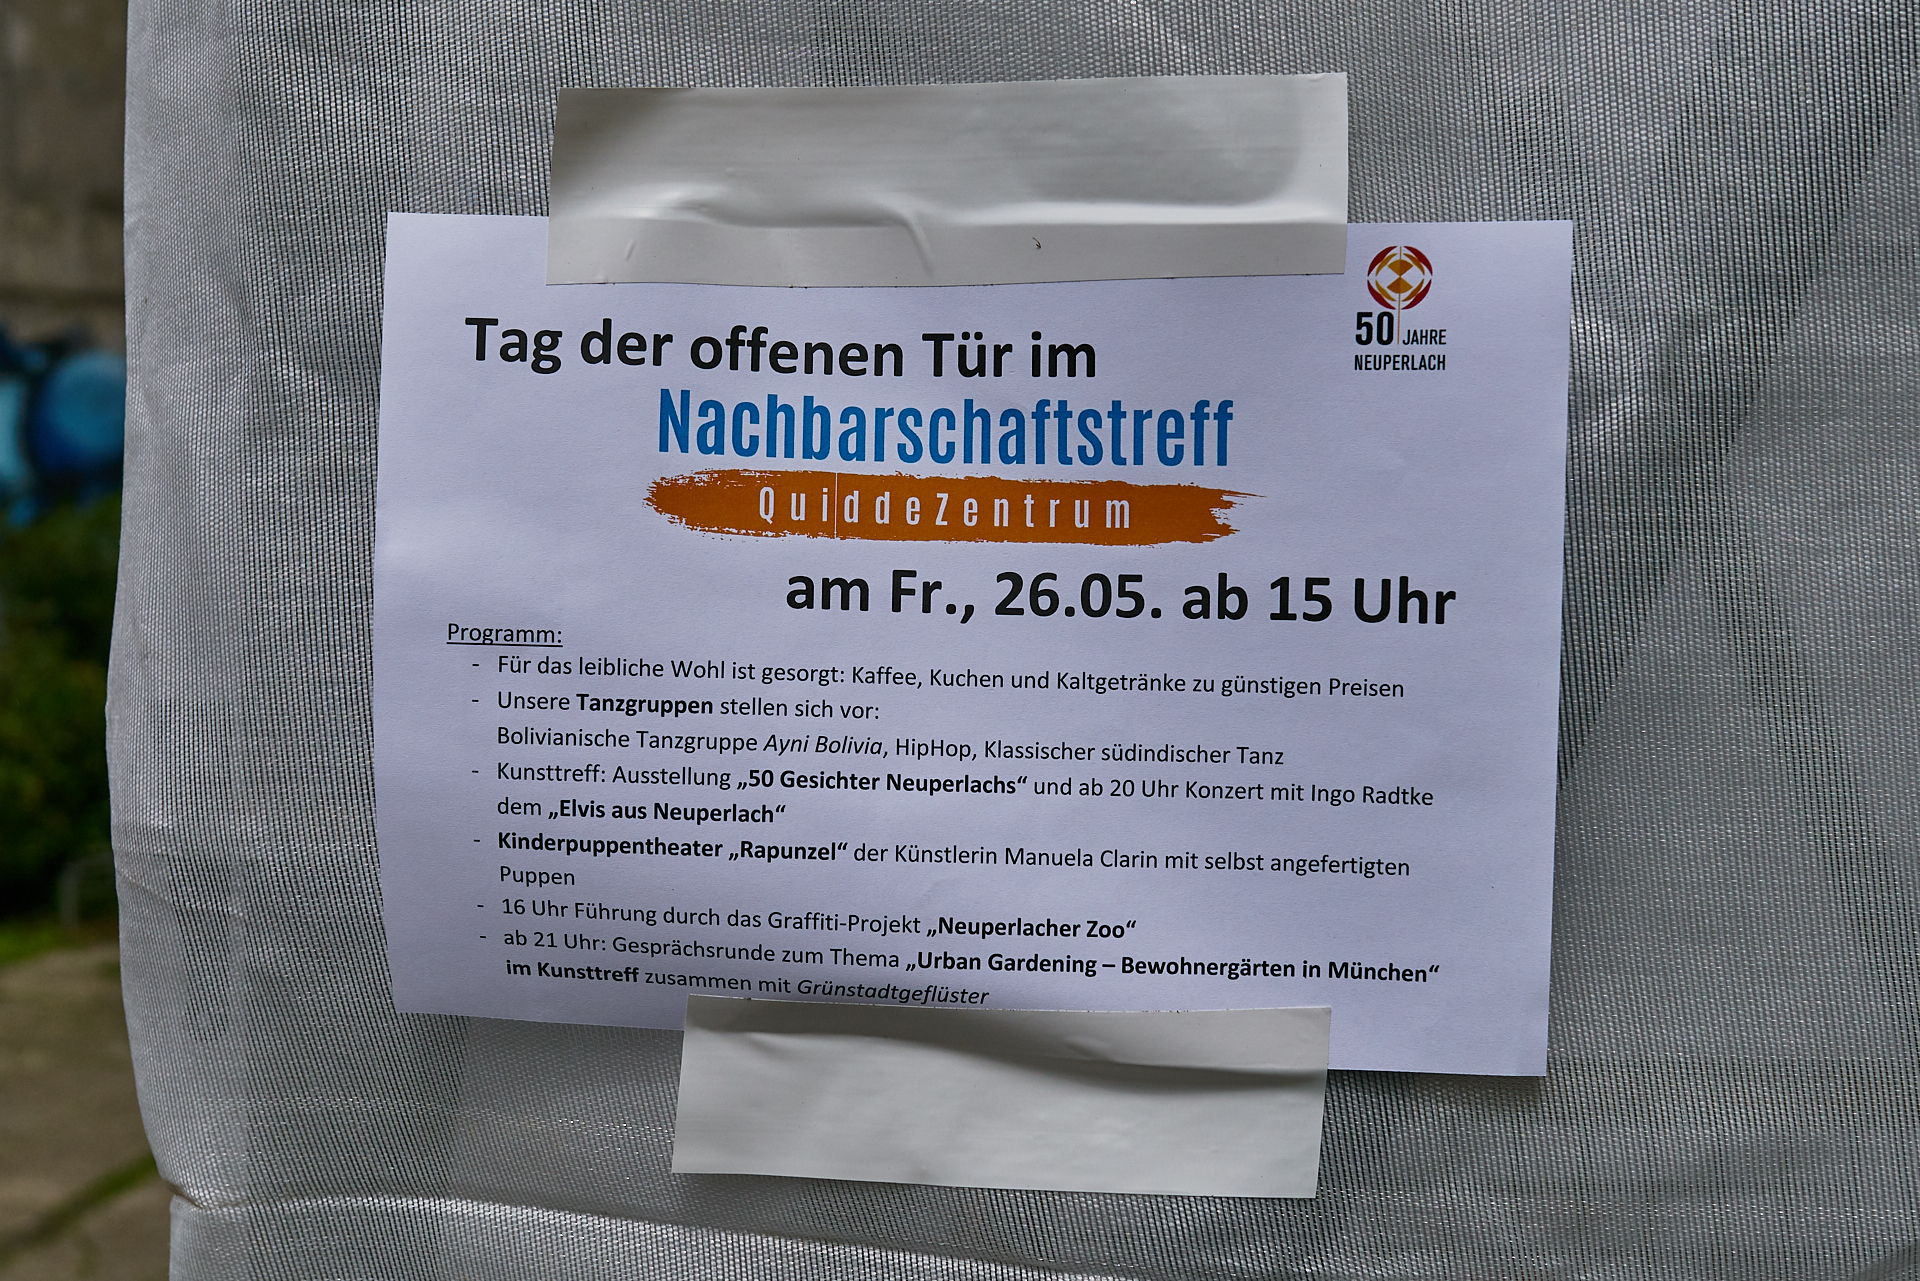 50 JAHRE
NEUPERLACH
Tag der offenen Tür im
Nachbarschaftstreff
QuiddeZentrum
am Fr., 26.05. ab 15 Uhr
Programm:
- Für das leibliche Wohl ist gesorgt: Kaffee, Kuchen und Kaltgetränke zu günstigen Preisen
- Unsere Tanzgruppen stellen sich vor:
Bolivianische Tanzgruppe Ayni Bolivia, HipHop, Klassischer südindischer Tanz
- Kunsttreff: Ausstellung „50 Gesichter Neuperlachs“ und ab 20 Uhr Konzert mit Ingo Radtke
dem „Elvis aus Neuperlach“
- Kinderpuppentheater „Rapunzel“ der Künstlerin Manuela Clarin mit selbst angefertigten
Puppen
- 16 Uhr Führung durch das Graffiti-Projekt „Neuperlacher Zoo“
- ab 21 Uhr: Gesprächsrunde zum Thema „Urban Gardening – Bewohnergärten in München“
im Kunsttreff zusammen mit Grünstadtgeflüster